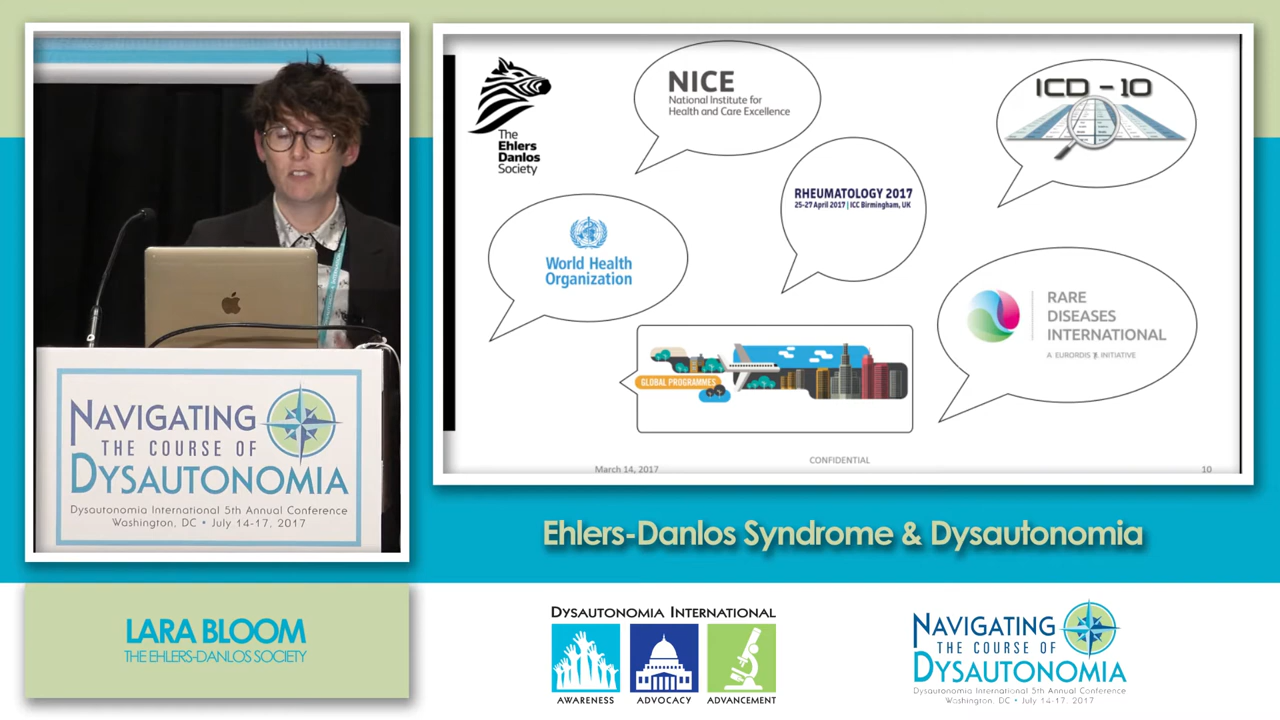 NAVIGATING
THE COURSE OF
DYSAUTONOMIA
Dysautonomia International 5th Annual Conference
Washington, DC • July 14-17, 2017
The
Ehlers
Danlos
Society
NICE
National Institute for
Health and Care Excellence
ICD - 10
RHEUMATOLOGY 2017
25-27 April 2017 | ICC Birmingham, UK
World Health
Organization
RARE
DISEASES
INTERNATIONAL
A EURORDIS INITIATIVE
GLOBAL PROGRAMMES
March 14, 2017
CONFIDENTIAL
10
Ehlers-Danlos Syndrome & Dysautonomia
LARA BLOOM
THE EHLERS-DANLOS SOCIETY
DYSAUTONOMIA INTERNATIONAL
AWARENESS
ADVOCACY
ADVANCEMENT
NAVIGATING
THE COURSE OF
DYSAUTONOMIA
Dysautonomia International 5th Annual Conference
Washington, DC • July 14-17, 2017